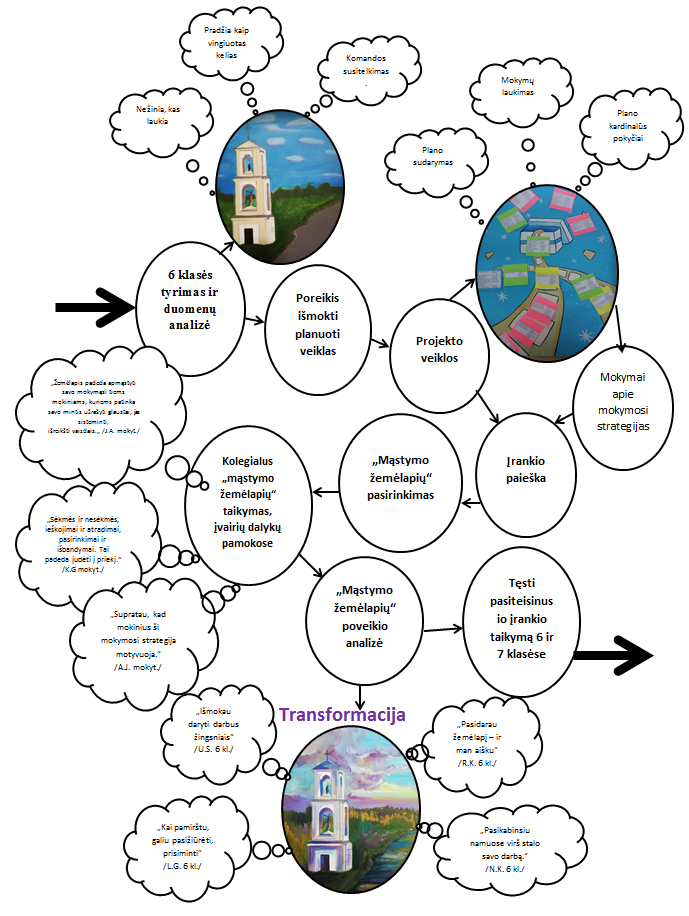 Pradžia kaip
vingiuotas
kelias
Komandos
susitelkimas
.
Nežinia, kas
laukia
Mokymų
laukimas
Plano
kardinalūs
pokyčiai
Plano
sudarymas
6 klasės
tyrimas ir
duomenų
analizė
Poreikis
išmokti
planuoti
veiklas
Projekto
veiklos
Mokymai
apie
mokymosi
strategijas
Įrankio
paieška
„Mąstymo
žemėlapių“
pasirinkimas
Kolegialus
„mąstymo
žemėlapių“
taikymas,
įvairių dalykų
pamokose
„Žemėlapis padeda apmąstyti
savo mokymąsi tiems
mokiniams, kuriems patinka
savo mintis užrašyti glaustai, jas
sisteminti,
išreikšti vaizdais.„ /J.A. mokyt./
„Sėkmės ir nesėkmės,
ieškojimai ir atradimai,
pasirinkimai ir
išbandymai. Tai
padeda judėti į priekį.“
/K.G mokyt./
„Supratau, kad
mokinius ši
mokymosi strategija
motyvuoja.“
/A.J. mokyt./
„Mąstymo
žemėlapių“
poveikio
analizė
Tęsti
pasiteisinus
io įrankio
taikymą 6 ir
7 klasėse
Transformacija
„Išmokau
daryti darbus
žingsniais“
/U.S. 6 kl./
„Pasidarau
žemėlapį – ir
man aišku“
/R.K. 6 kl./
„Kai pamirštu,
galiu pasižiūrėti,
prisiminti“
/L.G. 6 kl./
„Pasikabinsiu
namuose virš stalo
savo darbą.“
/N.K. 6 kl./